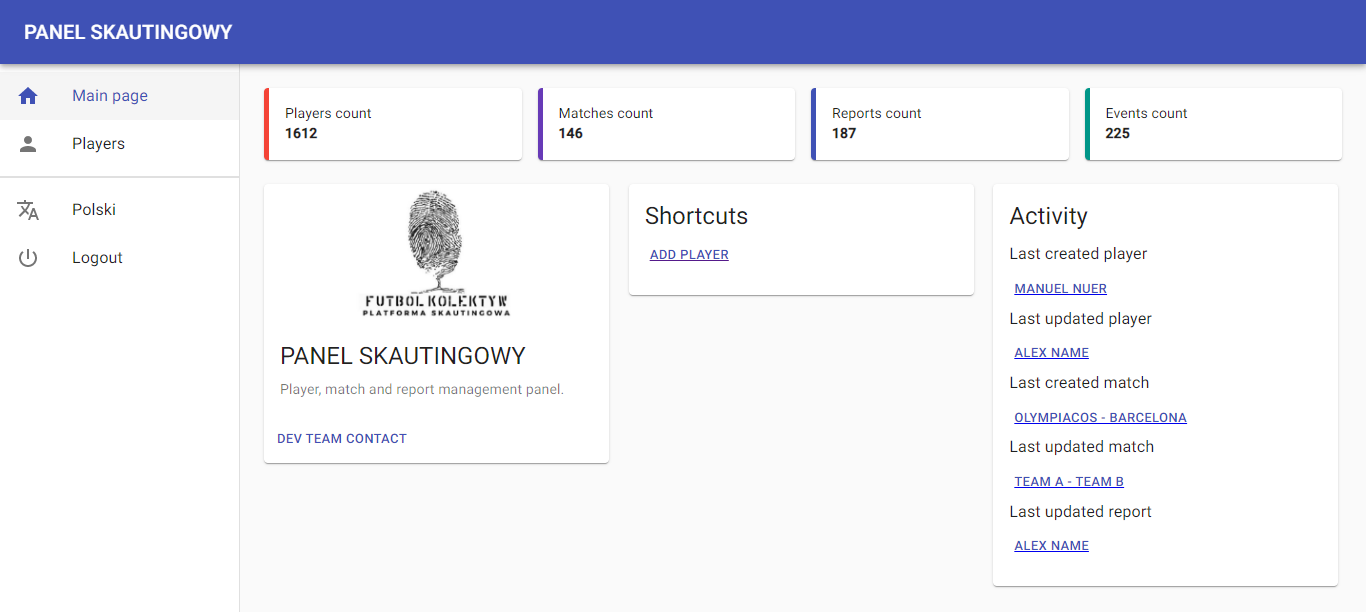 PANEL SKAUTINGOWY
Main page
Players
Polski
Logout
Players count
1612
Matches count
146
Reports count
187
Events count
225
FUTBOL KOLEKTYW
PLATFORMA SKAUTINGOWA
PANEL SKAUTINGOWY
Player, match and report management panel.
DEV TEAM CONTACT
Shortcuts
ADD PLAYER
Activity
Last created player
MANUEL NUER
Last updated player
ALEX NAME
Last created match
OLYMPIACOS - BARCELONA
Last updated match
TEAM A - TEAM B
Last updated report
ALEX NAME